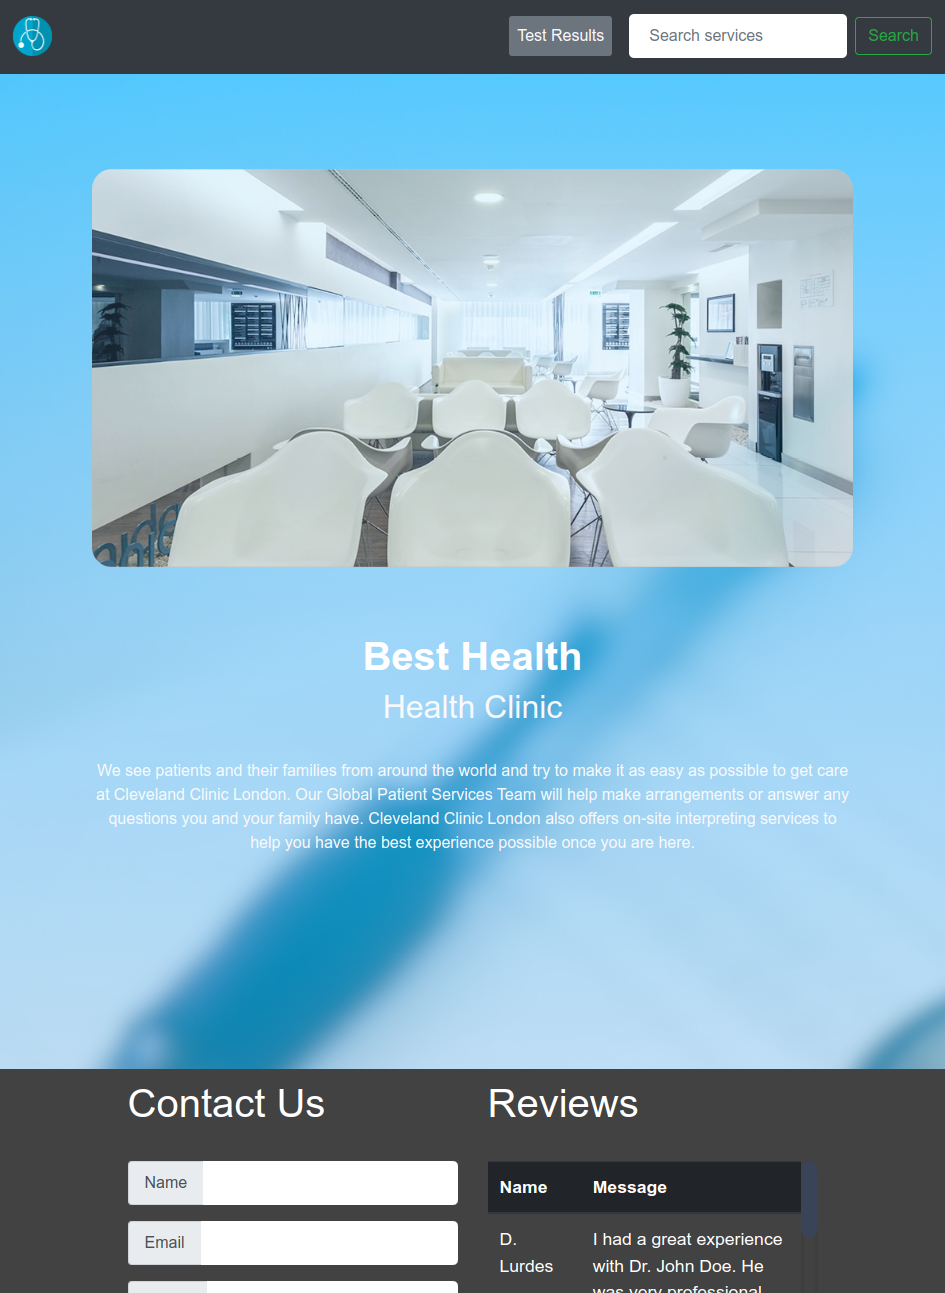 Test Results
Search services
Search
Best Health
Health Clinic
We see patients and their families from around the world and try to make it as easy as possible to get care
at Cleveland Clinic London. Our Global Patient Services Team will help make arrangements or answer any
questions you and your family have. Cleveland Clinic London also offers on-site interpreting services to
help you have the best experience possible once you are here.
Contact Us
Name
Email
Reviews
Name Message
D. I had a great experience
Lurdes with Dr. John Doe. He
was very professional